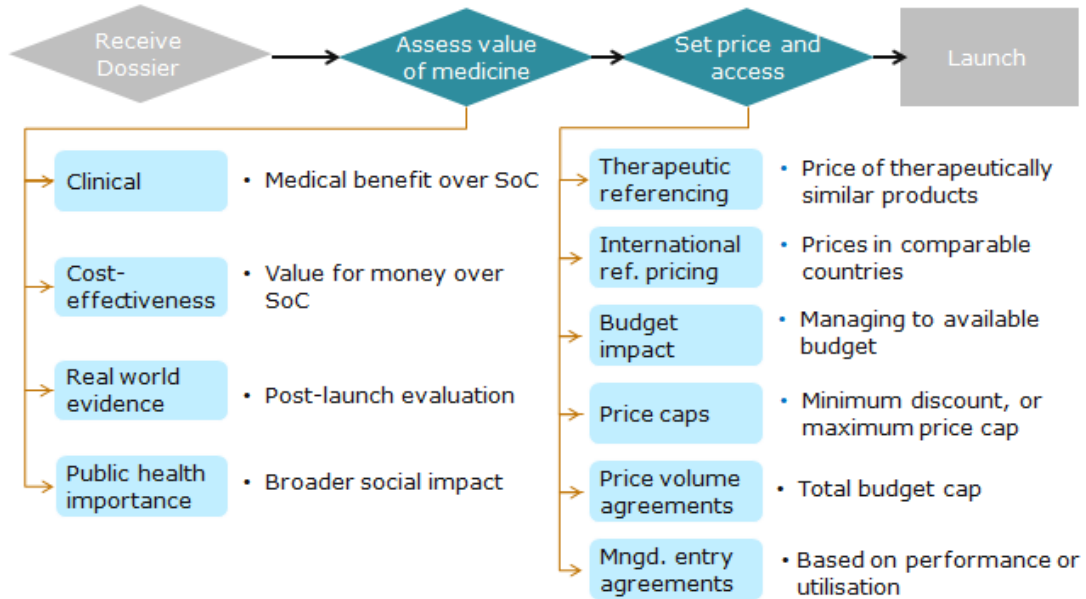 Receive
Dossier
Assess value
of medicine
Set price and
access
Launch
Clinical
• Medical benefit over SoC
Cost-
effectiveness
• Value for money over
SoC
Real world
evidence
• Post-launch evaluation
Public health
importance
• Broader social impact
Therapeutic
referencing
• Price of therapeutically
similar products
International
ref. pricing
• Prices in comparable
countries
Budget
impact
• Managing to available
budget
Price caps
• Minimum discount, or
maximum price cap
Price volume
agreements
• Total budget cap
Mngd. entry
agreements
• Based on performance or
utilisation